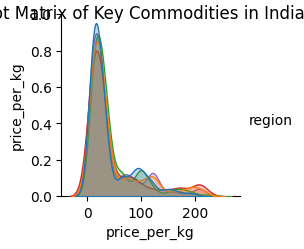 ot Matrix of Key Commodities in India
1.0
0.8
0.6
0.4
0.2
0.0
price_per_kg
region
0
100
200
price_per_kg